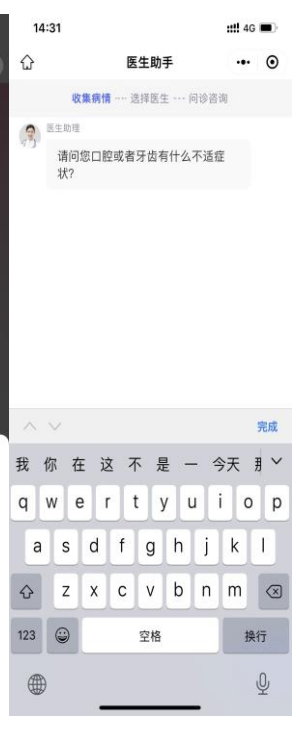 14:31
4G
医生助手
收集病情 --- 选择医生 --- 问诊咨询
医生助理
请问您口腔或者牙齿有什么不适症
状?
完成
我 你 在 这 不 是 一 今天
q w e r t y u i o p
a s d f g h j k l
z x c v b n m
123 空格 换行